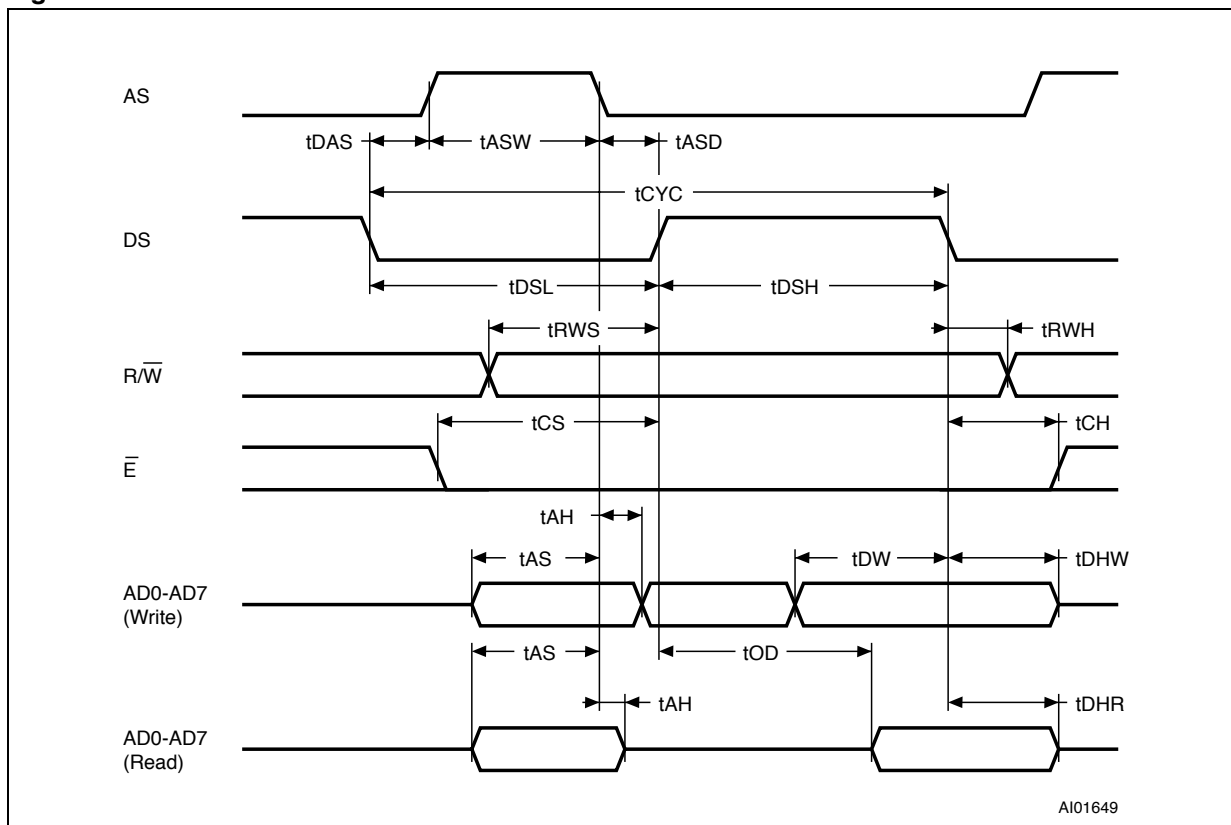 AS
tDAS
tASW
tASD
tCYC
DS
tDSL
tDSH
tRWS
tRWH
R/W̅
tCS
tCH
E̅
tAH
tAS
tDW
tDHW
AD0-AD7
(Write)
tAS
tOD
tAH
tDHR
AD0-AD7
(Read)
AI01649